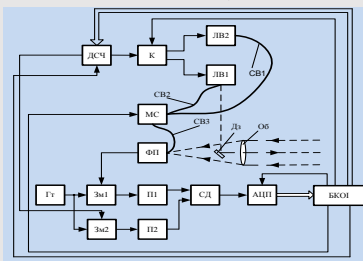 ЛВ2
ДСЧ
К
СВ1
ЛВ1
СВ2
МС
СВ3
Дз
Об
ФП
Гт
Зм1
П1
СД
АЦП
БКОІ
Зм2
П2